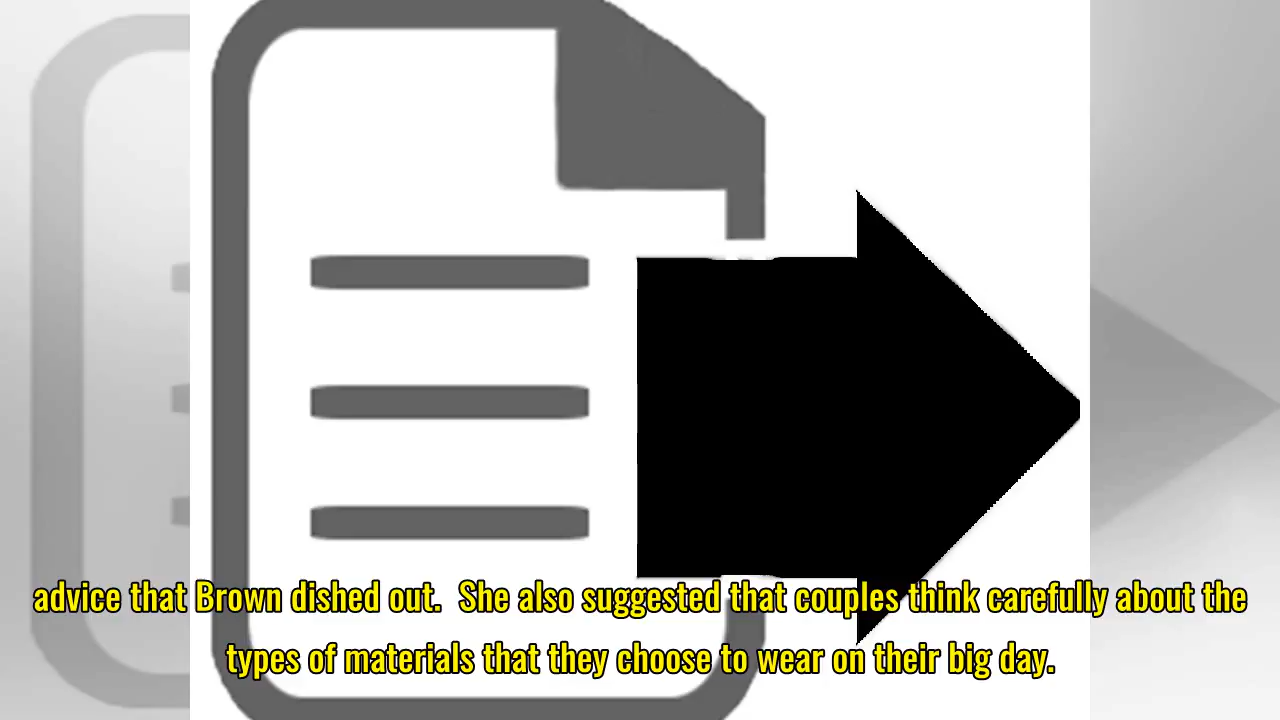 advice that Brown dished out.  She also suggested that couples think carefully about the
types of materials that they choose to wear on their big day.